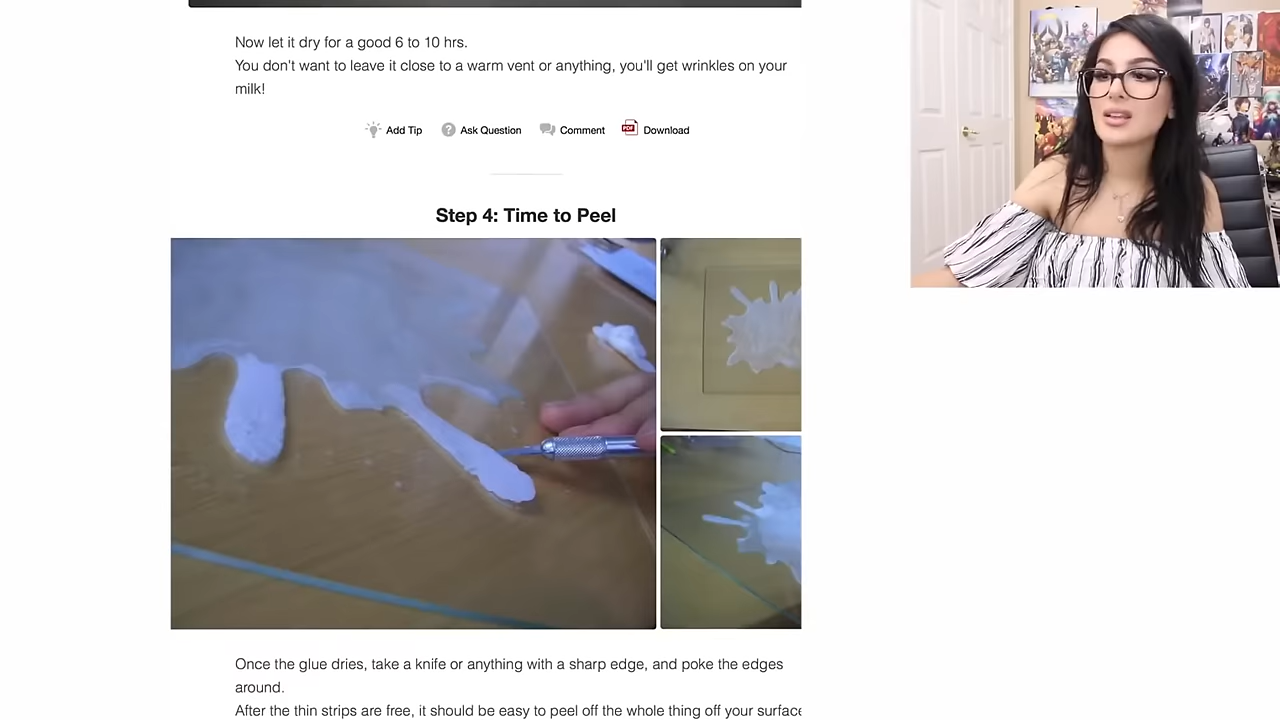 Now let it dry for a good 6 to 10 hrs.
You don't want to leave it close to a warm vent or anything, you'll get wrinkles on your
milk!
Add Tip
Ask Question
Comment
PDF
Download
Step 4: Time to Peel
Once the glue dries, take a knife or anything with a sharp edge, and poke the edges
around.
After the thin strips are free, it should be easy to peel off the whole thing off your surface